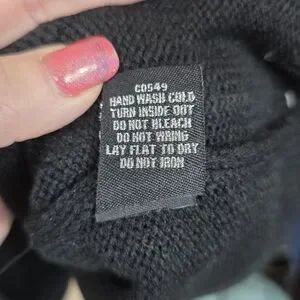 C0549
HAND WASH COLD
TURN INSIDE OUT
DO NOT BLEACH
DO NOT WRING
LAY FLAT TO DRY
DO NOT IRON